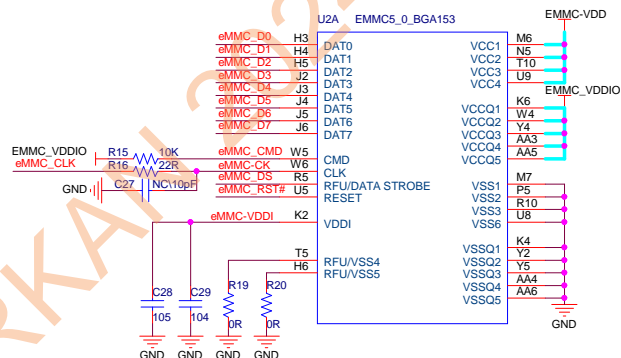 U2A EMMC5_0_BGA153
EMMC-VDD
eMMC_D0 H3 DAT0 VCC1 M6
eMMC_D1 H4 DAT1 VCC2 N5
eMMC_D2 H5 DAT2 VCC3 T10
eMMC_D3 J2 DAT3 VCC4 U9
eMMC_D4 J3 DAT4 EMMC_VDDIO
eMMC_D5 J4 DAT5 VCCQ1 K6
eMMC_D6 J5 DAT6 VCCQ2 W4
eMMC_D7 J6 DAT7 VCCQ3 Y4
VCCQ4 AA3
VCCQ5 AA5
EMMC_VDDIO R15 10K eMMC_CMD W5 CMD
eMMC_CLK R16 22R eMMC-CK W6 CLK
GND C27 NC\10pF eMMC_DS R5 RFU/DATA STROBE VSS1 M7
eMMC_RST# U5 RESET VSS2 P5
VSS3 R10
eMMC-VDDI K2 VDDI VSS6 U8
VSSQ1 K4
T5 RFU/VSS4 VSSQ2 Y2
H6 RFU/VSS5 VSSQ3 Y5
VSSQ4 AA4
VSSQ5 AA6
C28 C29 R19 R20
105 104 0R 0R
GND GND GND GND GND
RKAN 202